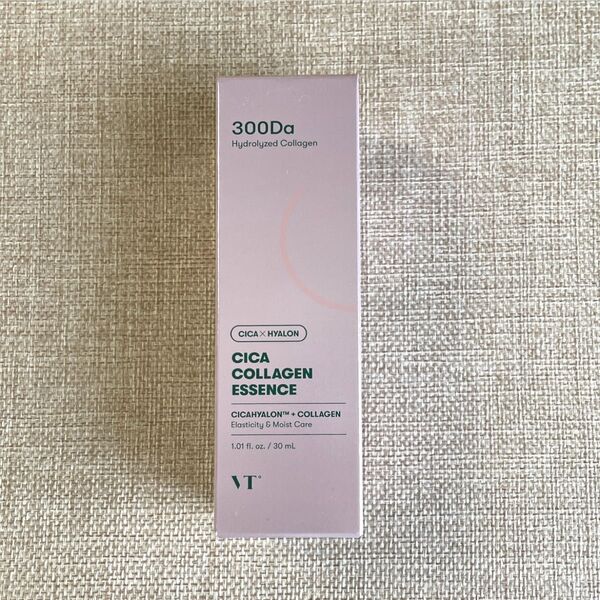 300Da
Hydrolyzed Collagen
CICA × HYALON
CICA
COLLAGEN
ESSENCE
CICAHYALON™ + COLLAGEN
Elasticity & Moist Care
1.01 fl. oz. / 30 mL
VT°